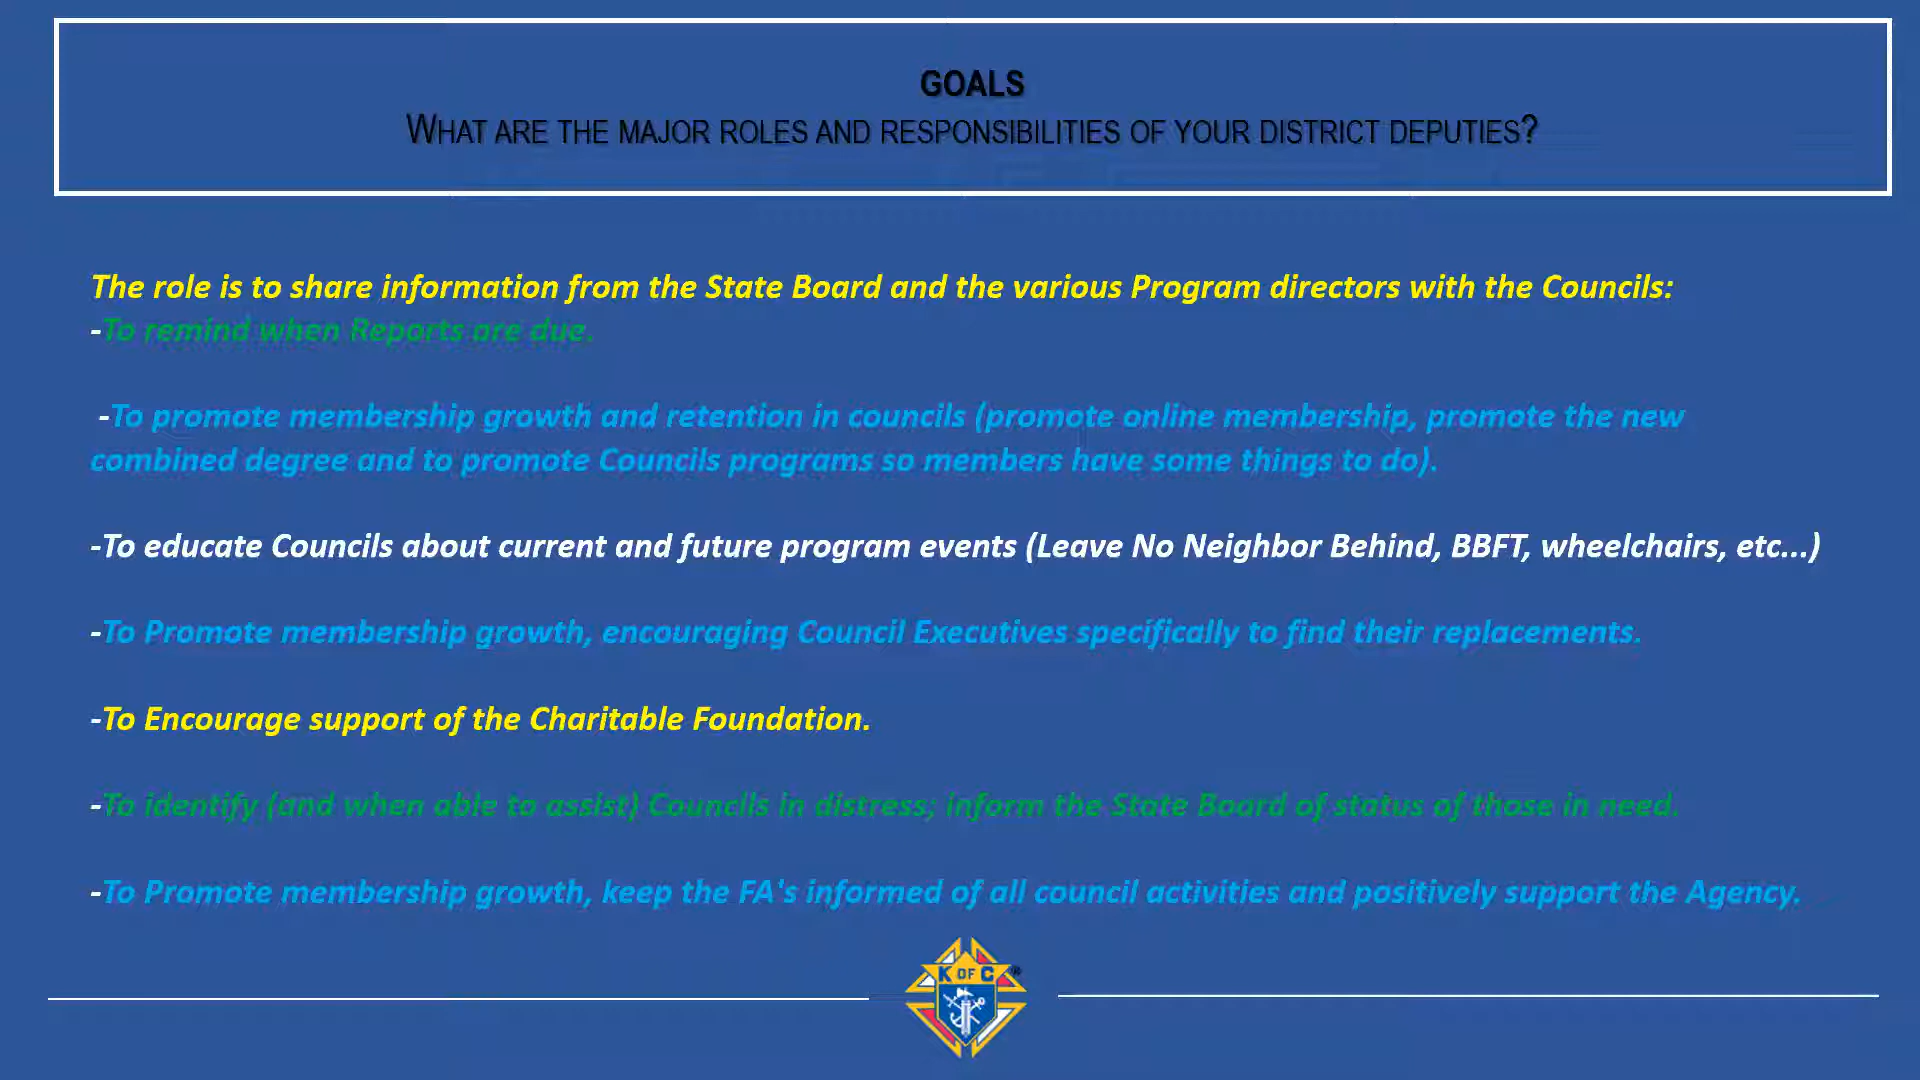 GOALS
WHAT ARE THE MAJOR ROLES AND RESPONSIBILITIES OF YOUR DISTRICT DEPUTIES?
The role is to share information from the State Board and the various Program directors with the Councils:
-To remind when Reports are due.
-To promote membership growth and retention in councils (promote online membership, promote the new
combined degree and to promote Councils programs so members have some things to do).
-To educate Councils about current and future program events (Leave No Neighbor Behind, BBFT, wheelchairs, etc...)
-To Promote membership growth, encouraging Council Executives specifically to find their replacements.
-To Encourage support of the Charitable Foundation.
-To identify (and when able to assist) Councils in distress; inform the State Board of status of those in need.
-To Promote membership growth, keep the FA's informed of all council activities and positively support the Agency.
K OF C ®